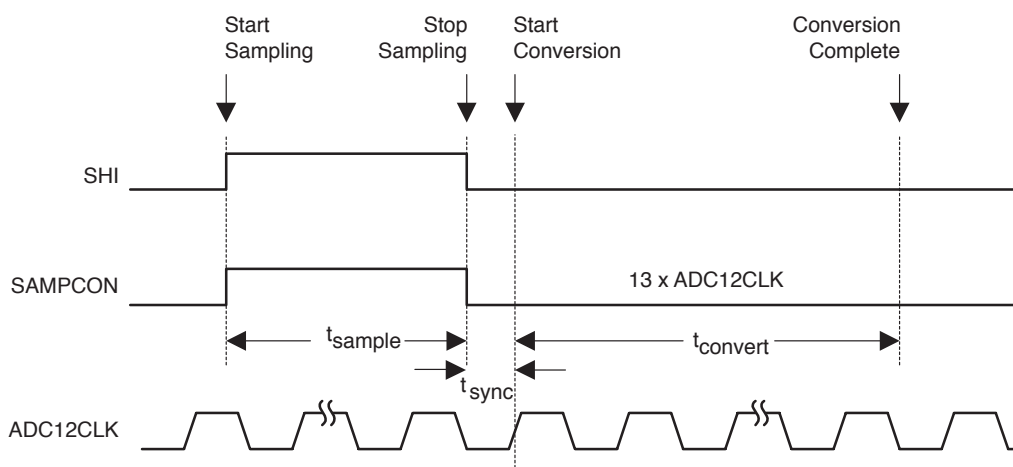 Start
Sampling
Stop
Sampling
Start
Conversion
Conversion
Complete
SHI
SAMPCON
13 x ADC12CLK
tsample
tconvert
tsync
ADC12CLK